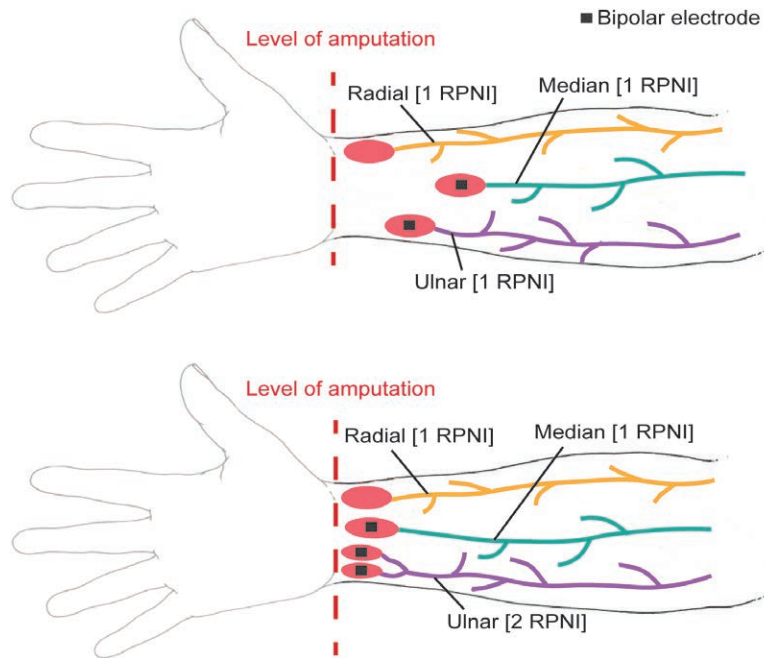 Bipolar electrode
Level of amputation
Radial [1 RPNI]
Median [1 RPNI]
Ulnar [1 RPNI]
Level of amputation
Radial [1 RPNI]
Median [1 RPNI]
Ulnar [2 RPNI]